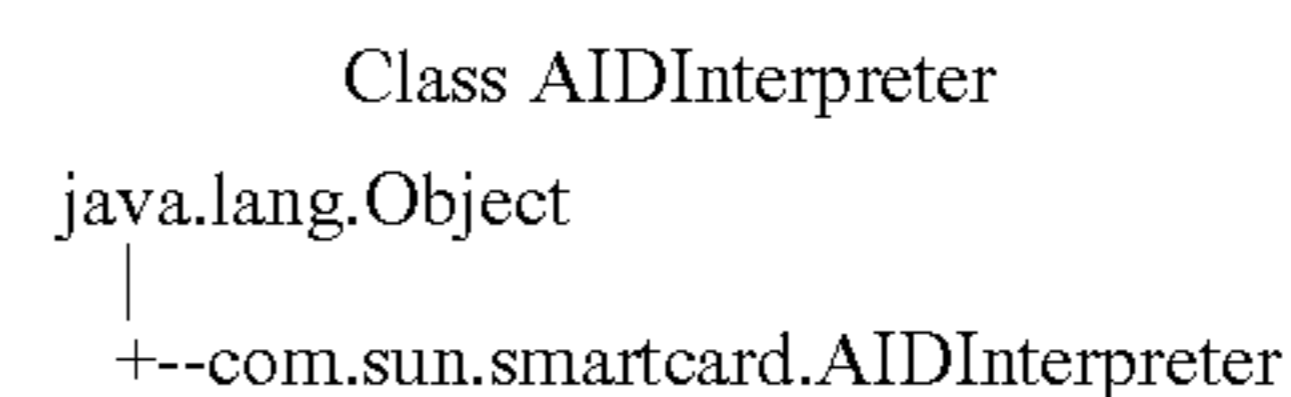 Class AIDInterpreter
java.lang.Object
|
+--com.sun.smartcard.AIDInterpreter